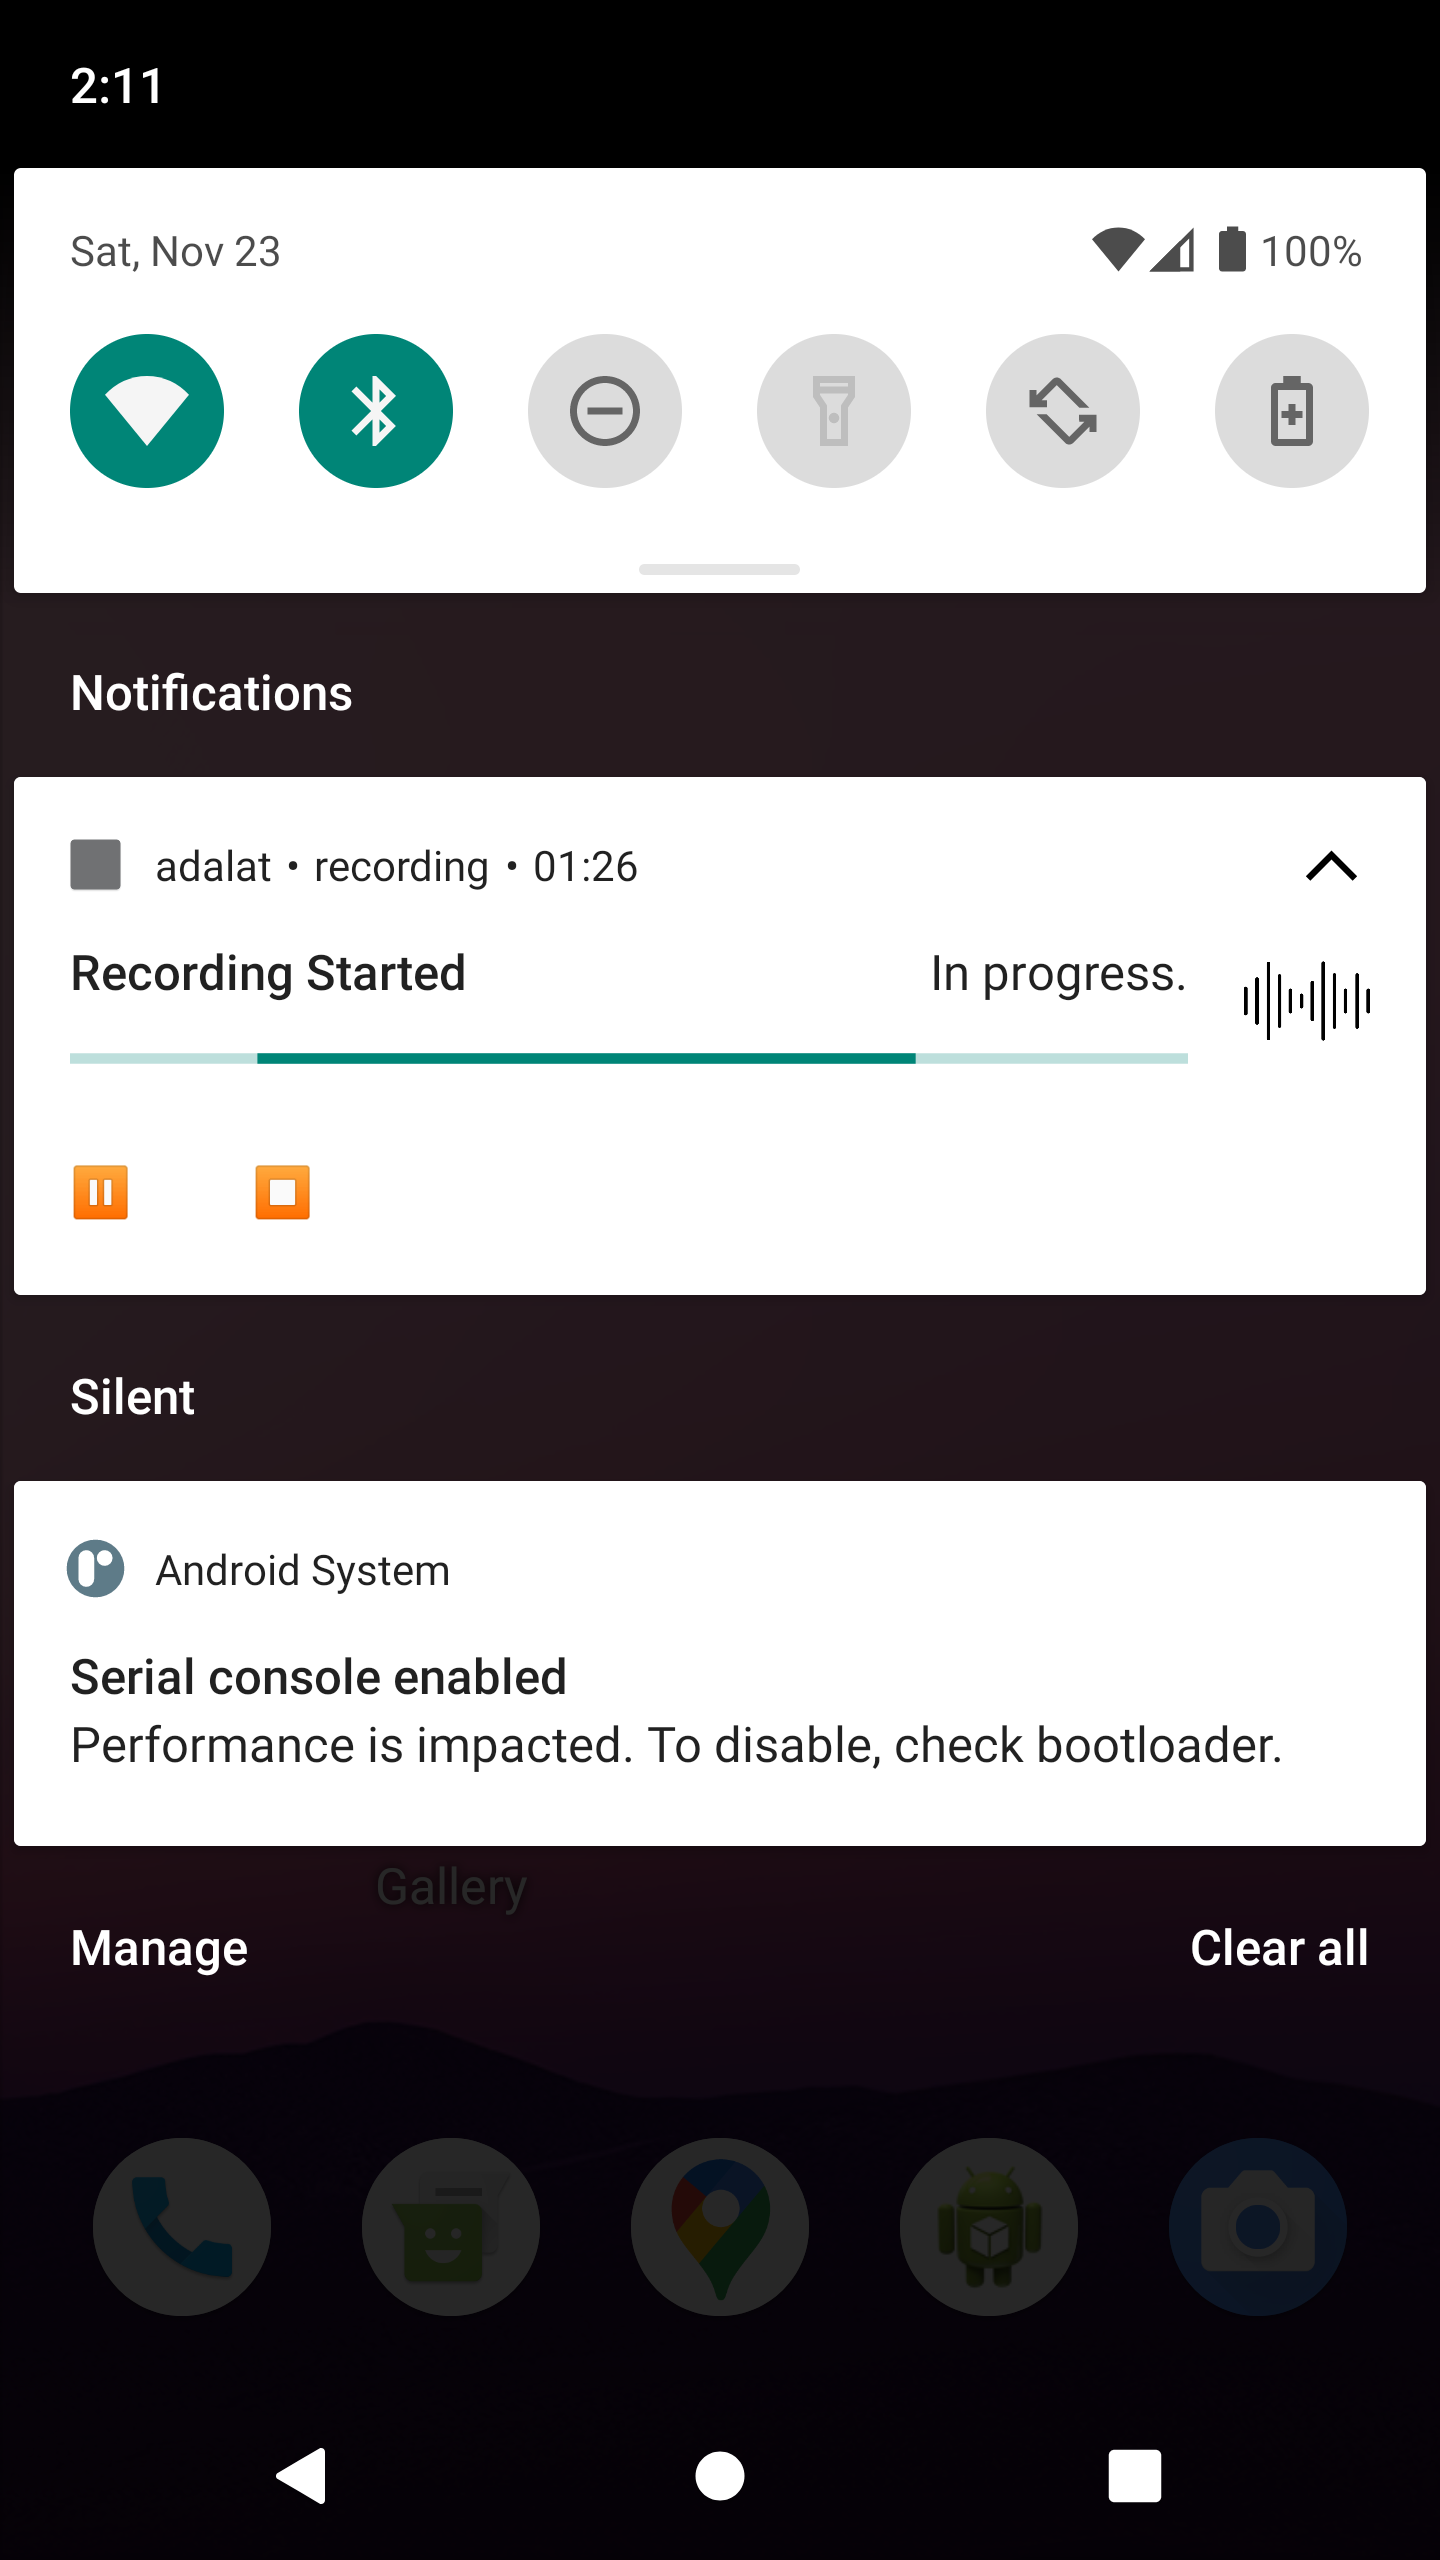 2:11
Sat, Nov 23
100%
Notifications
adalat • recording • 01:26
Recording Started
In progress.
Silent
Android System
Serial console enabled
Performance is impacted. To disable, check bootloader.
Gallery
Manage
Clear all